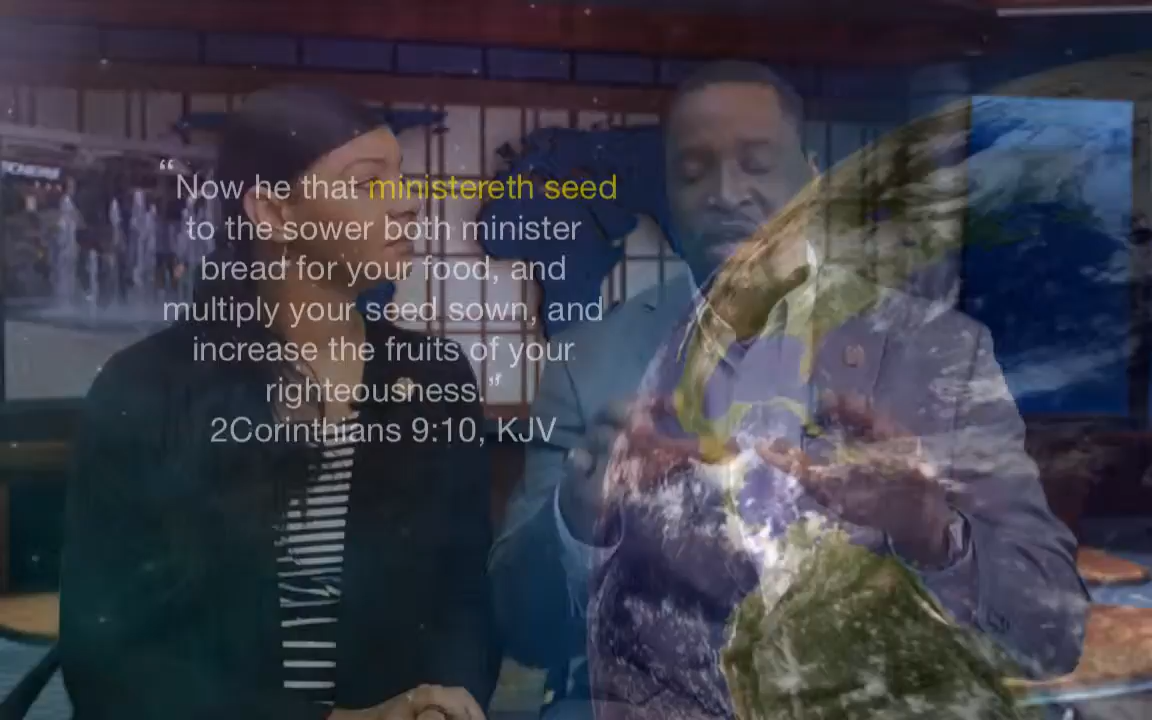 “Now he that ministereth seed
to the sower both minister
bread for your food, and
multiply your seed sown, and
increase the fruits of your
righteousness.”
2Corinthians 9:10, KJV